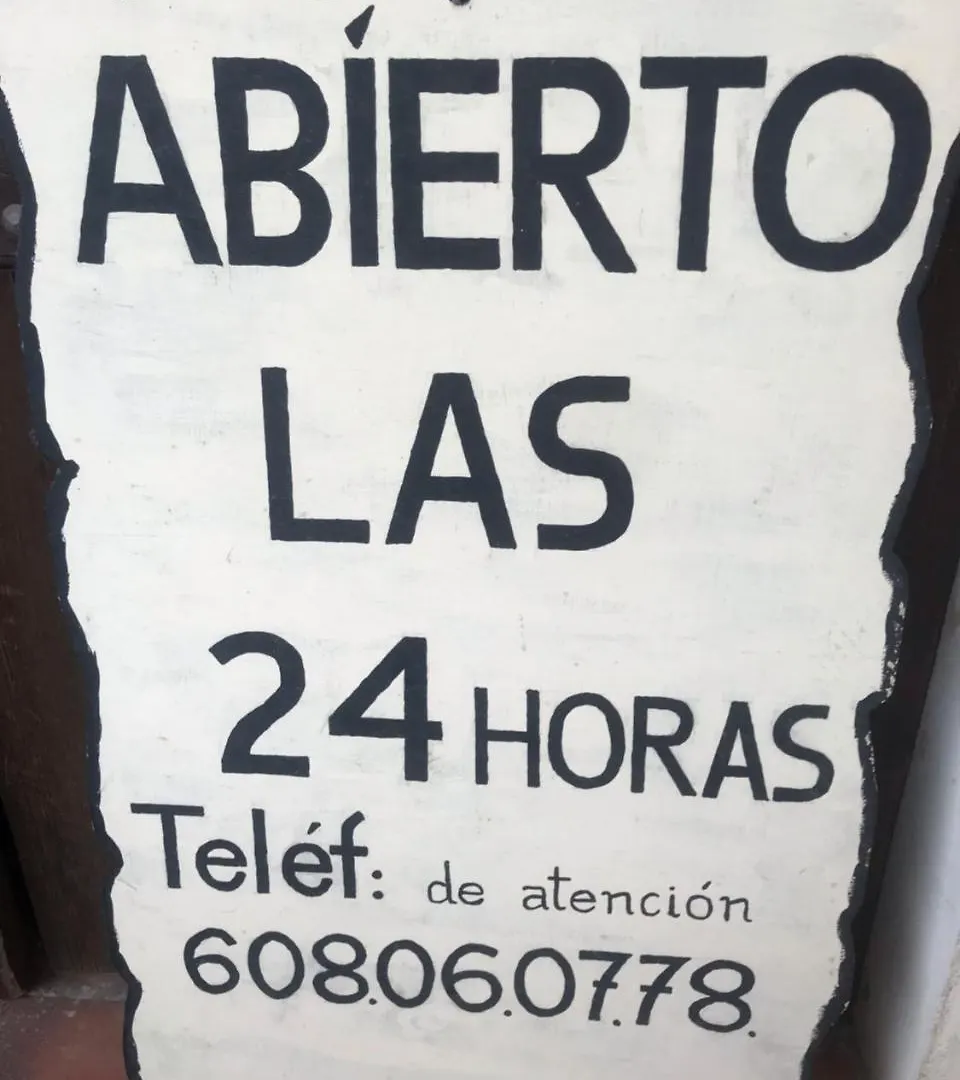 ABÍERTO
LAS
24 HORAS
Teléf: de atención
608.06.07.78.